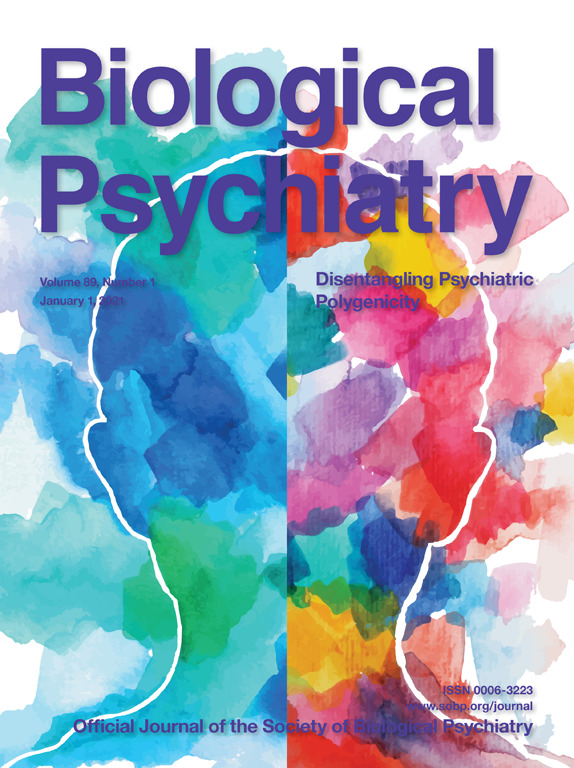 Biological
Psychiatry
Volume 89, Number 1
January 1, 2021
Disentangling Psychiatric
Polygenicity
ISSN 0006-3223
www.sobp.org/journal
Official Journal of the Society of Biological Psychiatry